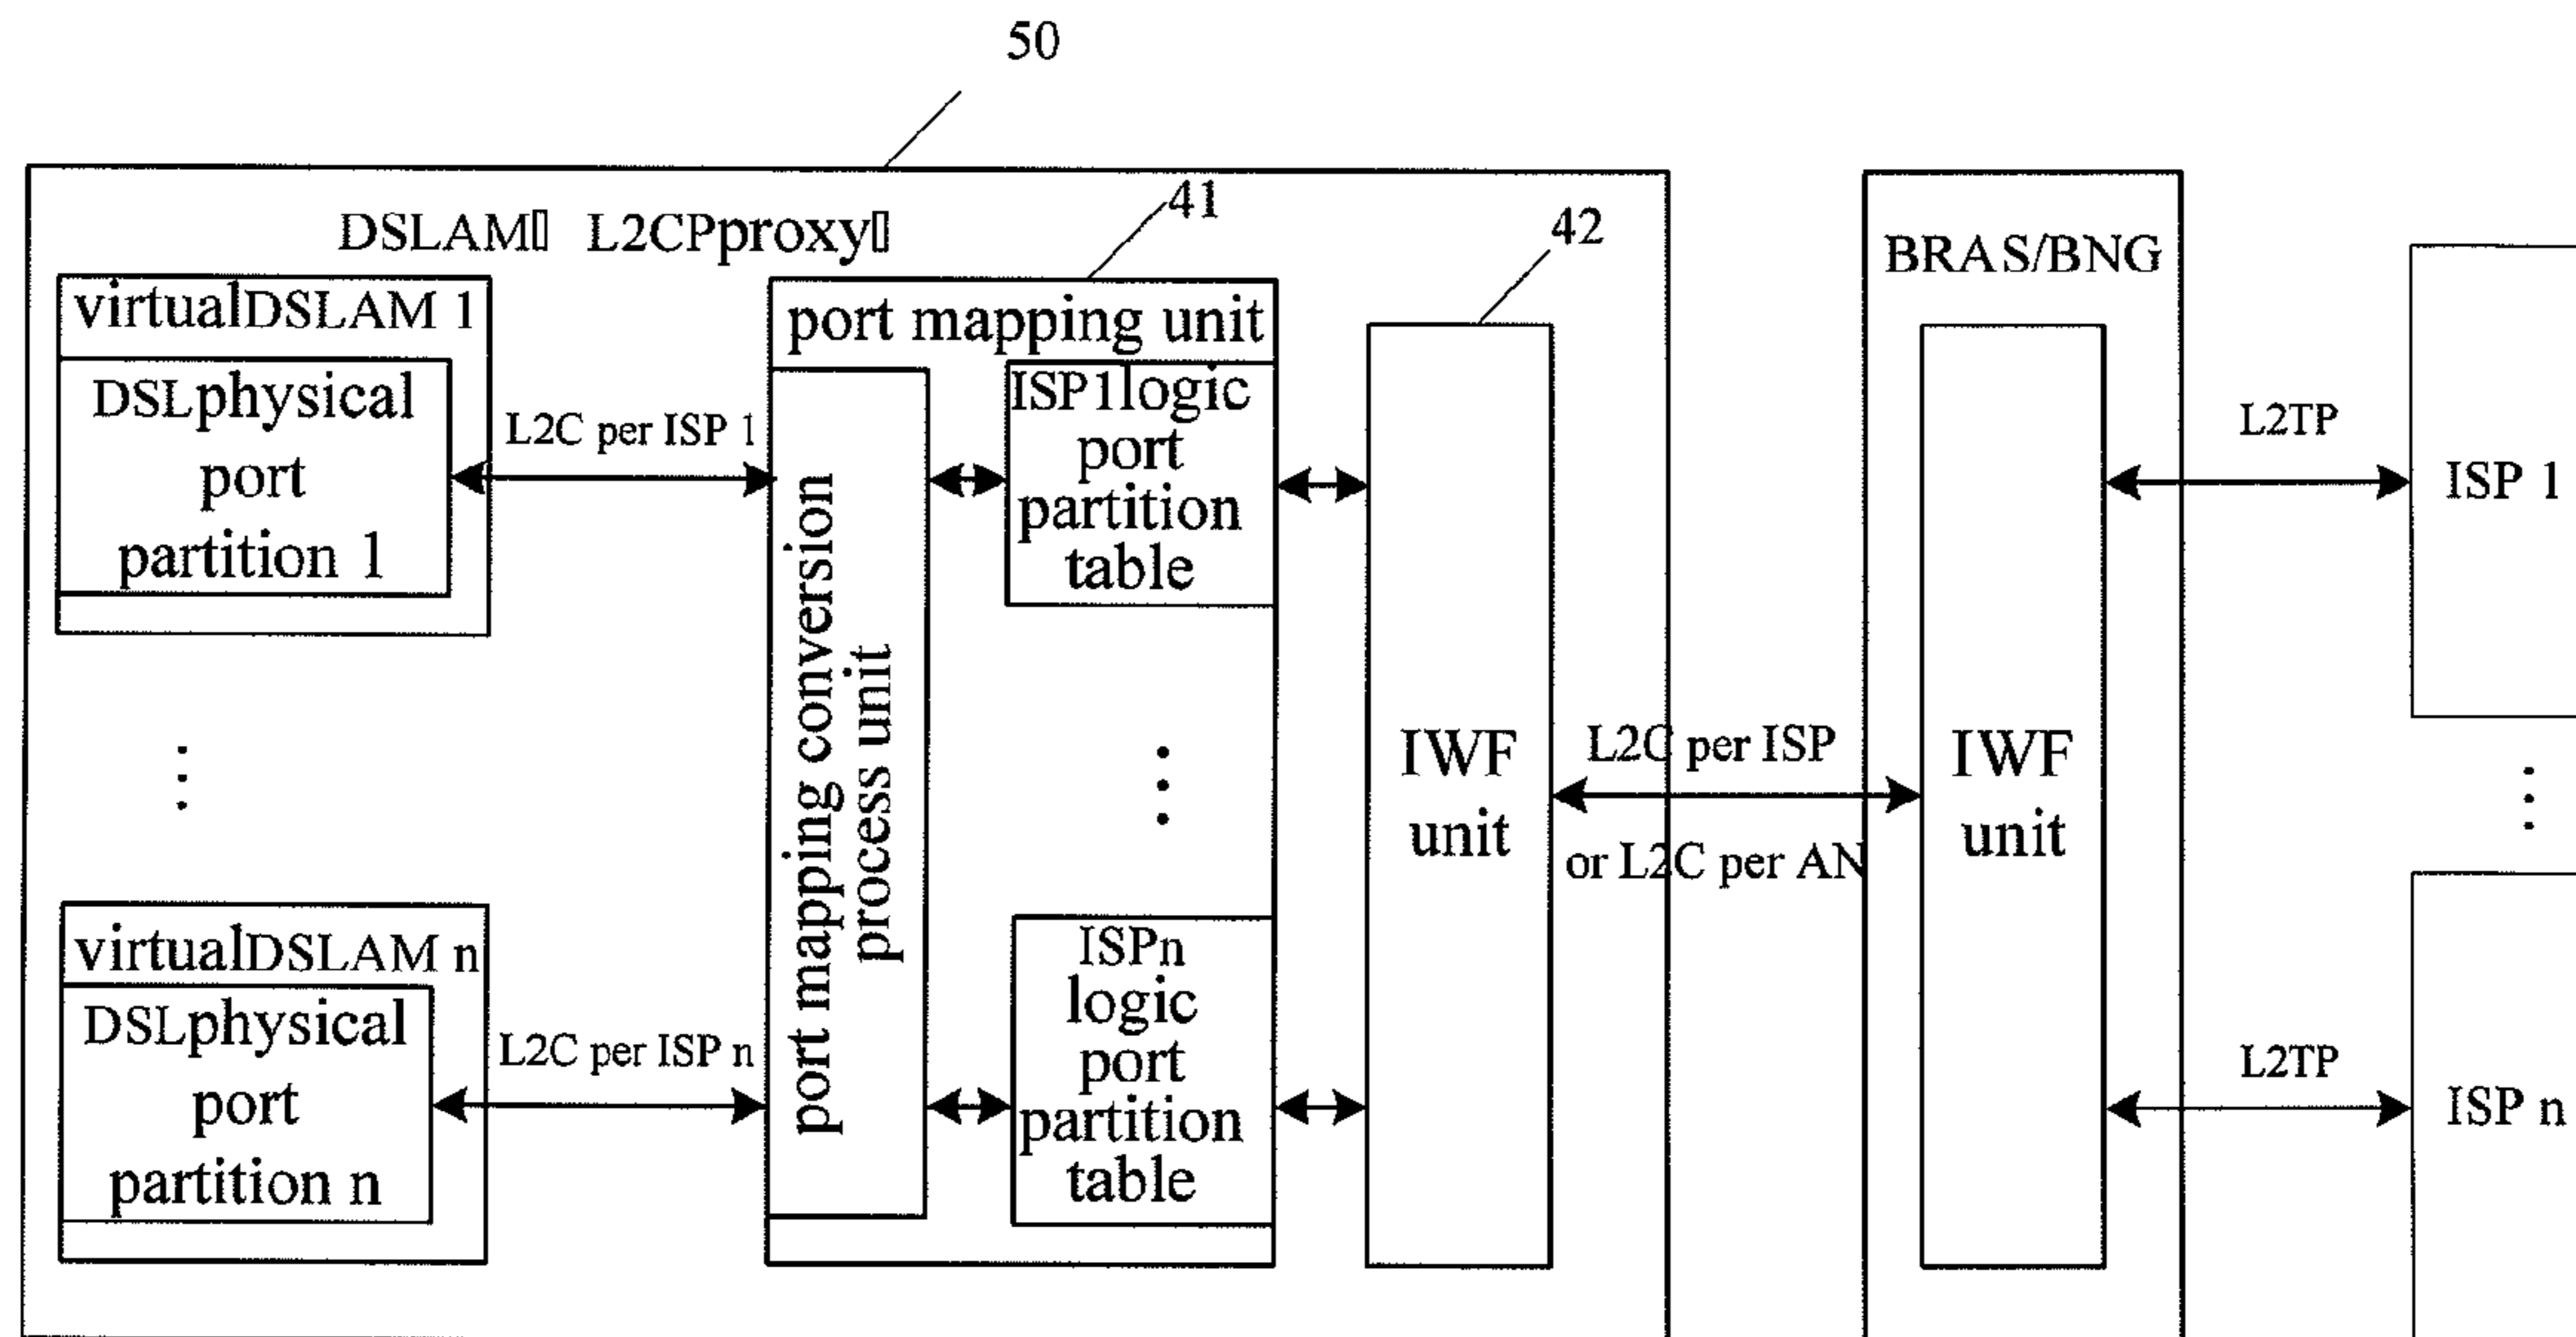 50
DSLAM▯ L2CPproxy▯
41
42
virtualDSLAM 1
DSLphysical
port
partition 1
L2C per ISP 1
port mapping unit
port mapping conversion
process unit
ISP1logic
port
partition
table
IWF
unit
L2C per ISP
or L2C per AN
BRAS/BNG
IWF
unit
L2TP
ISP 1
virtualDSLAM n
DSLphysical
port
partition n
L2C per ISP n
ISPn
logic
port
partition
table
L2TP
ISP n